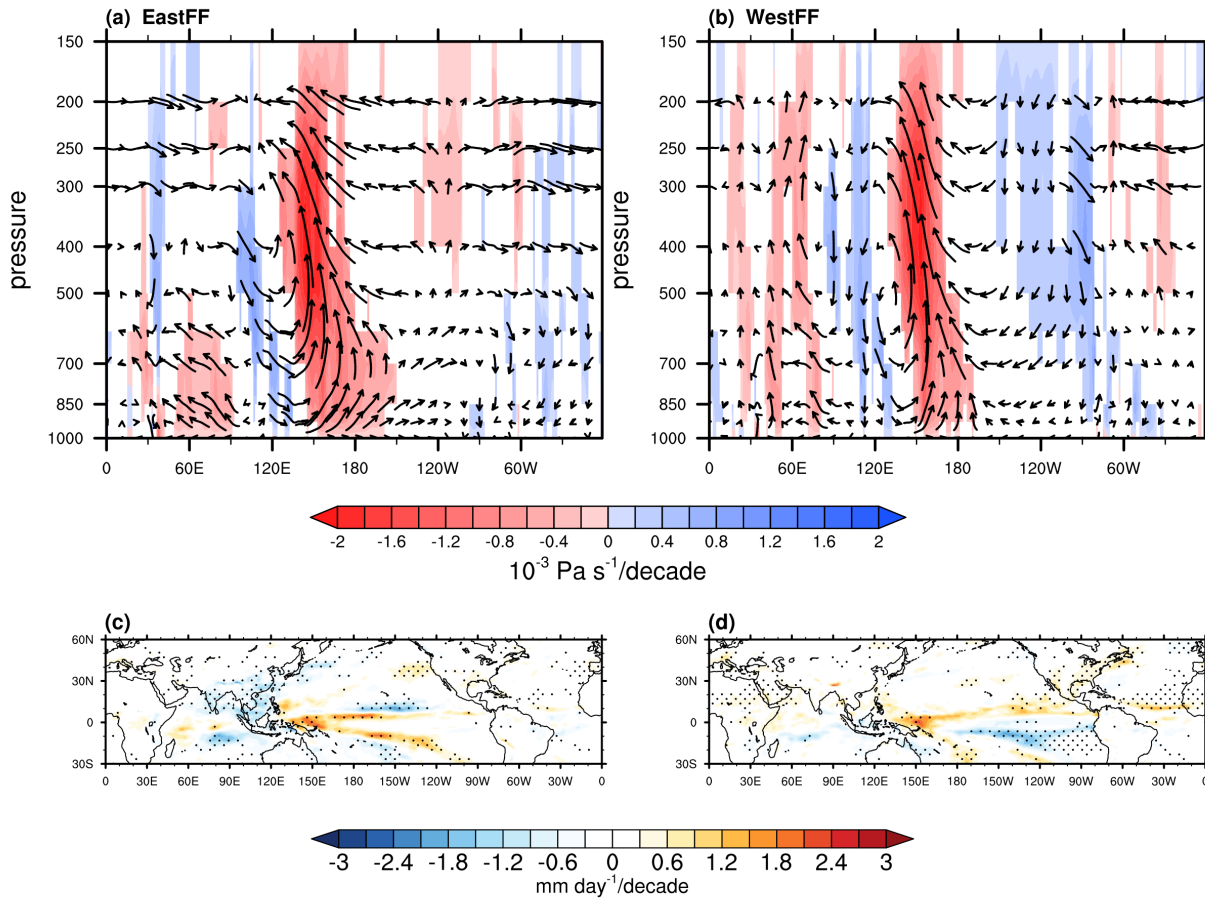 (a) EastFF
(b) WestFF
150
200
250
300
400
500
700
850
1000
pressure
0 60E 120E 180 120W 60W
150
200
250
300
400
500
700
850
1000
pressure
0 60E 120E 180 120W 60W
-2 -1.6 -1.2 -0.8 -0.4 0 0.4 0.8 1.2 1.6 2
10⁻³ Pa s⁻¹/decade
(c)
(d)
60N
30N
0
30S
0 30E 60E 90E 120E 150E 180 150W 120W 90W 60W 30W 0
60N
30N
0
30S
0 30E 60E 90E 120E 150E 180 150W 120W 90W 60W 30W 0
-3 -2.4 -1.8 -1.2 -0.6 0 0.6 1.2 1.8 2.4 3
mm day⁻¹/decade